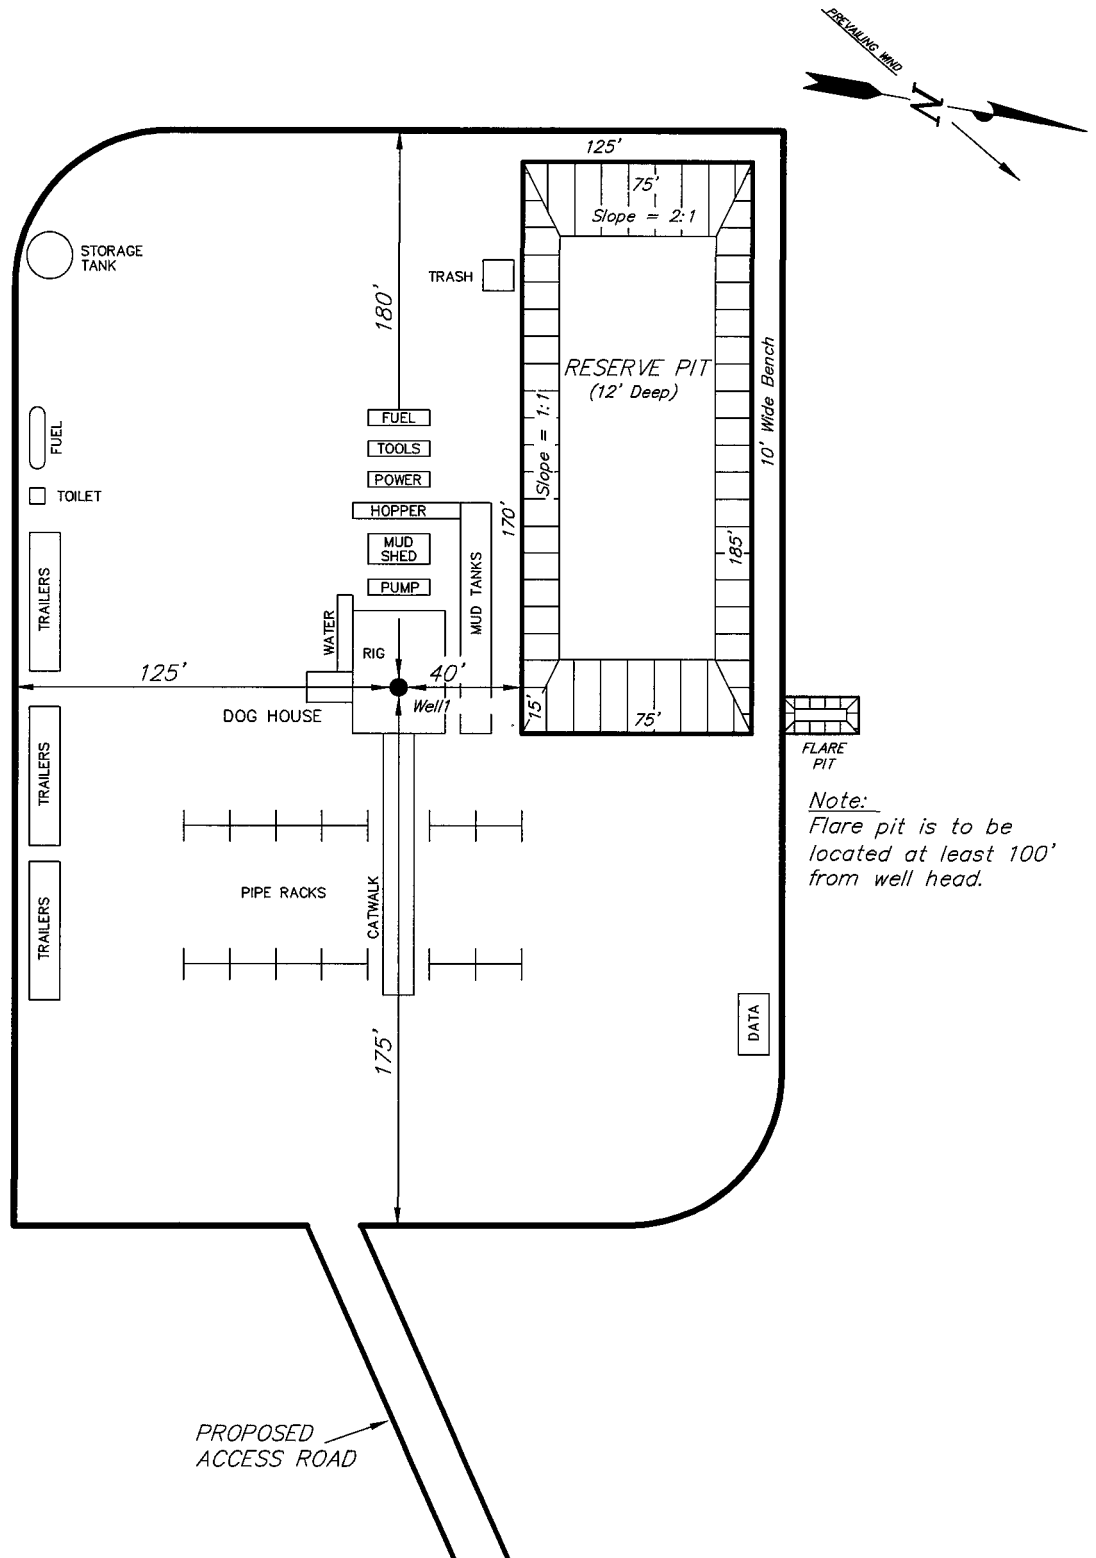 PREVAILING WIND
N
125'
75'
Slope = 2:1
STORAGE
TANK
TRASH
180'
RESERVE PIT
(12' Deep)
10' Wide Bench
Slope = 1:1
FUEL
FUEL
TOOLS
POWER
TOILET
HOPPER
170'
MUD
SHED
185'
TRAILERS
PUMP
MUD TANKS
WATER
RIG
125'
40'
Well1
DOG HOUSE
15'
75'
FLARE
PIT
TRAILERS
Note:
Flare pit is to be
located at least 100'
from well head.
PIPE RACKS
CATWALK
TRAILERS
DATA
175'
PROPOSED
ACCESS ROAD